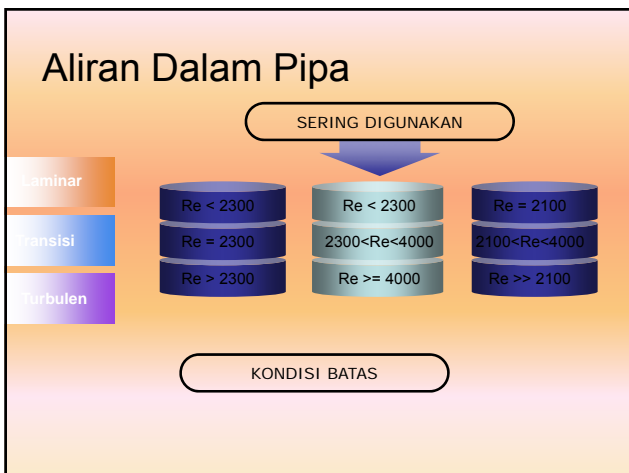 Aliran Dalam Pipa
SERING DIGUNAKAN
Laminar
Re < 2300
Re < 2300
Re = 2100
Transisi
Re = 2300
2300<Re<4000
2100<Re<4000
Turbulen
Re > 2300
Re >= 4000
Re >> 2100
KONDISI BATAS